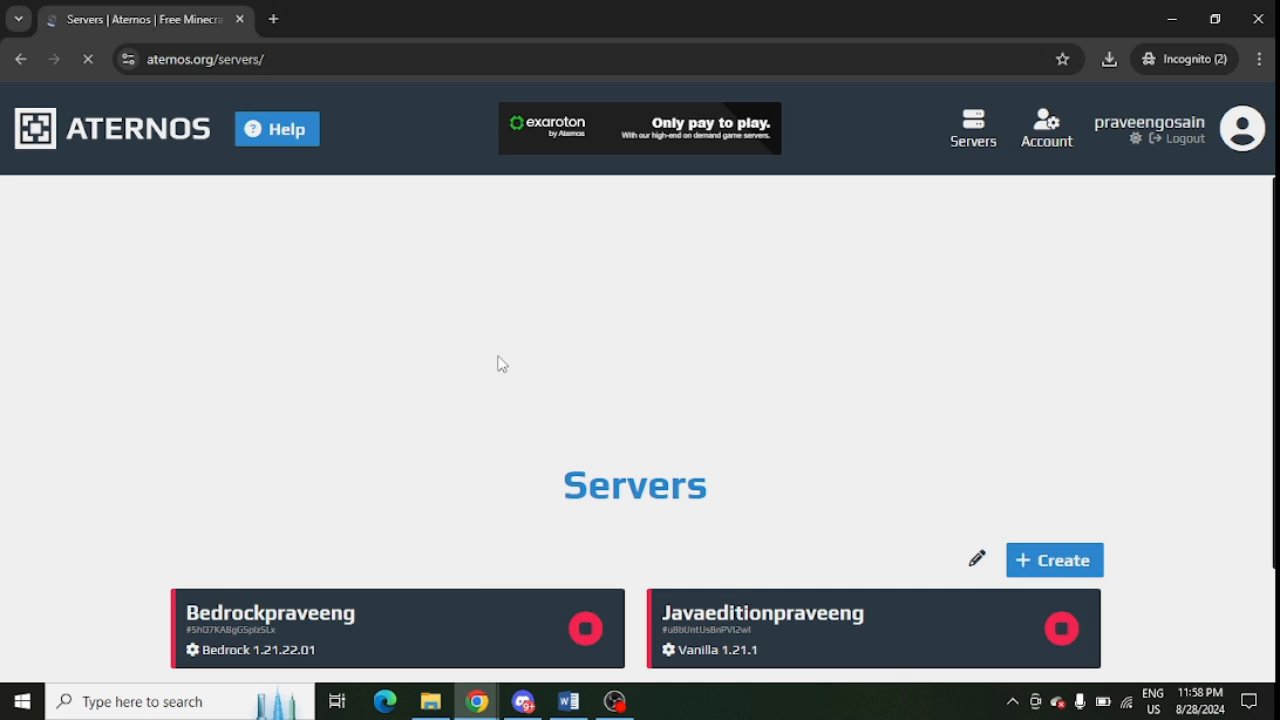 Servers | Aternos | Free Minecra
aternos.org/servers/
Incognito (2)
ATERNOS
Help
exaroton
by Aternos
Only pay to play.
With our high-end on demand game servers.
Servers
Account
praveengosain
Logout
Servers
Create
Bedrockpraveeng
Bedrock 1.21.22.01
Javaeditionpraveeng
Vanilla 1.21.1
Type here to search
9+
ENG
US
11:58 PM
8/28/2024